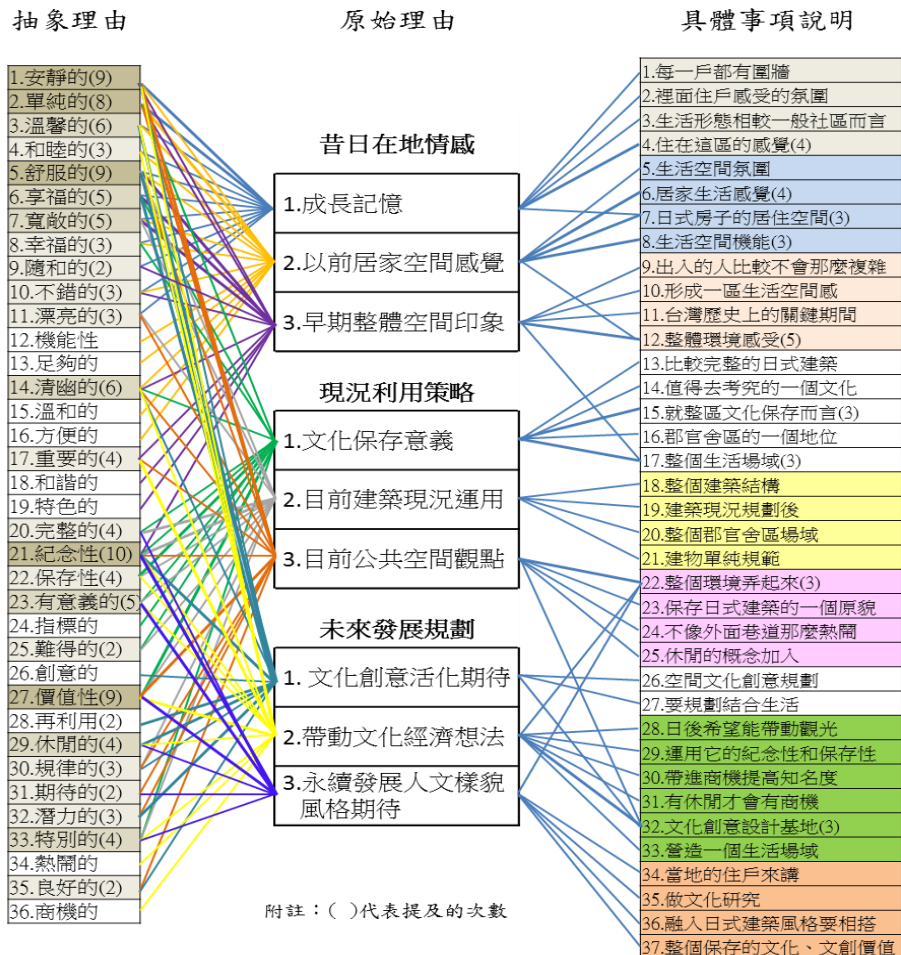 抽象理由
原始理由
具體事項說明
1.安靜的(9)
2.單純的(8)
3.溫馨的(6)
4.和睦的(3)
5.舒服的(9)
6.享福的(5)
7.寬敞的(5)
8.幸福的(3)
9.隨和的(2)
10.不錯的(3)
11.漂亮的(3)
12.機能性
13.足夠的
14.清幽的(6)
15.溫和的
16.方便的
17.重要的(4)
18.和諧的
19.特色的
20.完整的(4)
21.紀念性(10)
22.保存性(4)
23.有意義的(5)
24.指標的
25.難得的(2)
26.創意的
27.價值性(9)
28.再利用(2)
29.休閒的(4)
30.規律的(3)
31.期待的(2)
32.潛力的(3)
33.特別的(4)
34.熱鬧的
35.良好的(2)
36.商機的
昔日在地情感
1.成長記憶
2.以前居家空間感覺
3.早期整體空間印象
現況利用策略
1.文化保存意義
2.目前建築現況運用
3.目前公共空間觀點
未來發展規劃
1. 文化創意活化期待
2.帶動文化經濟想法
3.永續發展人文樣貌
風格期待
附註：( )代表提及的次數
1.每一戶都有圍牆
2.裡面住戶感受的氛圍
3.生活形態相較一般社區而言
4.住在這區的感覺(4)
5.生活空間氛圍
6.居家生活感覺(4)
7.日式房子的居住空間(3)
8.生活空間機能(3)
9.出入的人比較不會那麼複雜
10.形成一區生活空間感
11.台灣歷史上的關鍵期間
12.整體環境感受(5)
13.比較完整的日式建築
14.值得去考究的一個文化
15.就整區文化保存而言(3)
16.郡官舍區的一個地位
17.整個生活場域(3)
18.整個建築結構
19.建築現況規劃後
20.整個郡官舍區場域
21.建物單純規範
22.整個環境弄起來(3)
23.保存日式建築的一個原貌
24.不像外面巷道那麼熱鬧
25.休閒的概念加入
26.空間文化創意規劃
27.要規劃結合生活
28.日後希望能帶動觀光
29.運用它的紀念性和保存性
30.帶進商機提高知名度
31.有休閒才會有商機
32.文化創意設計基地(3)
33.營造一個生活場域
34.當地的住戶來講
35.做文化研究
36.融入日式建築風格要相搭
37.整個保存的文化、文創價值